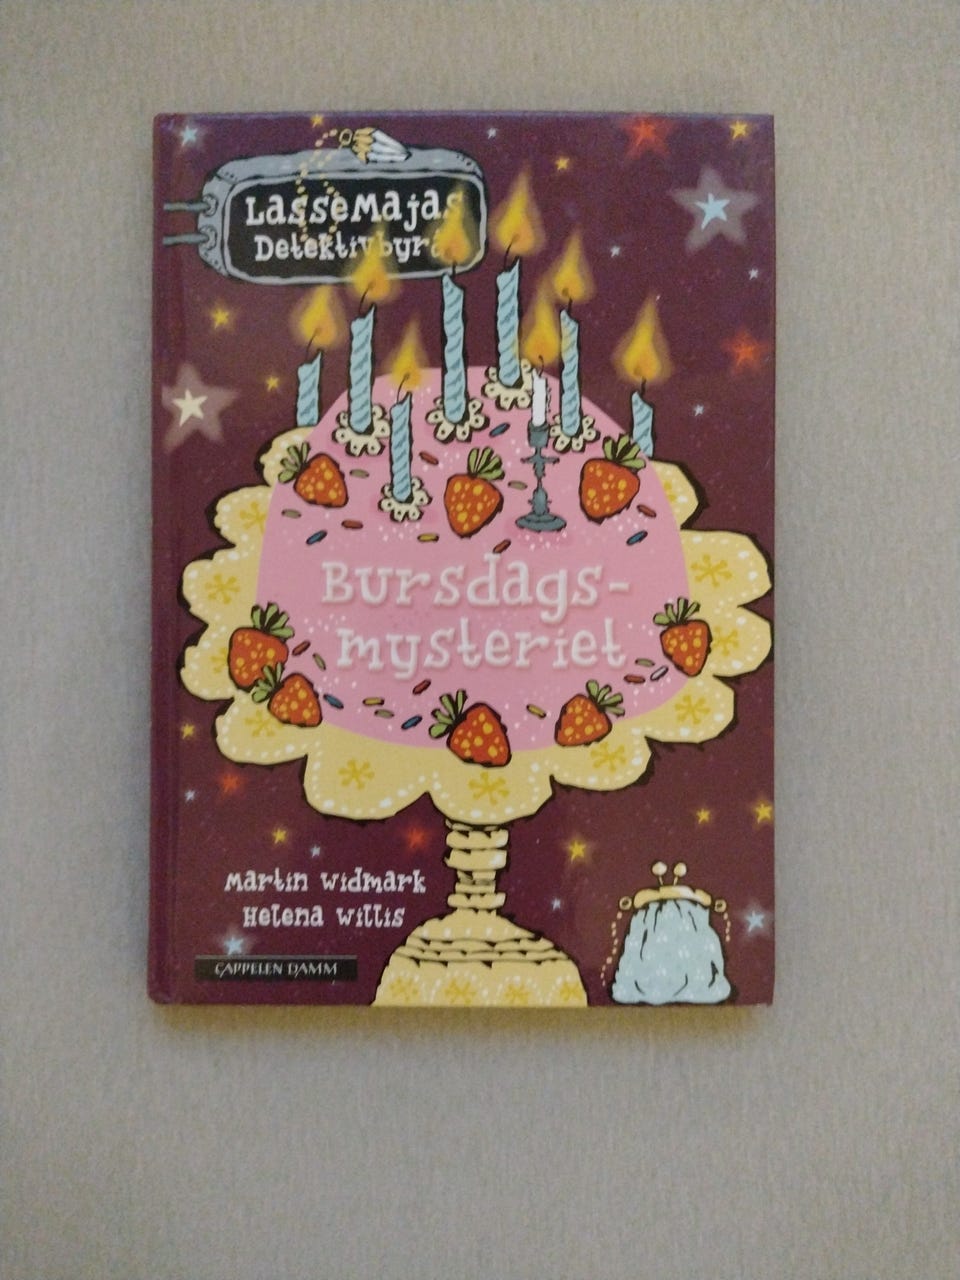 LasseMajas
Detektivbyrå
Bursdags-
mysteriet
Martin Widmark
Helena Willis
CAPPELEN DAMM